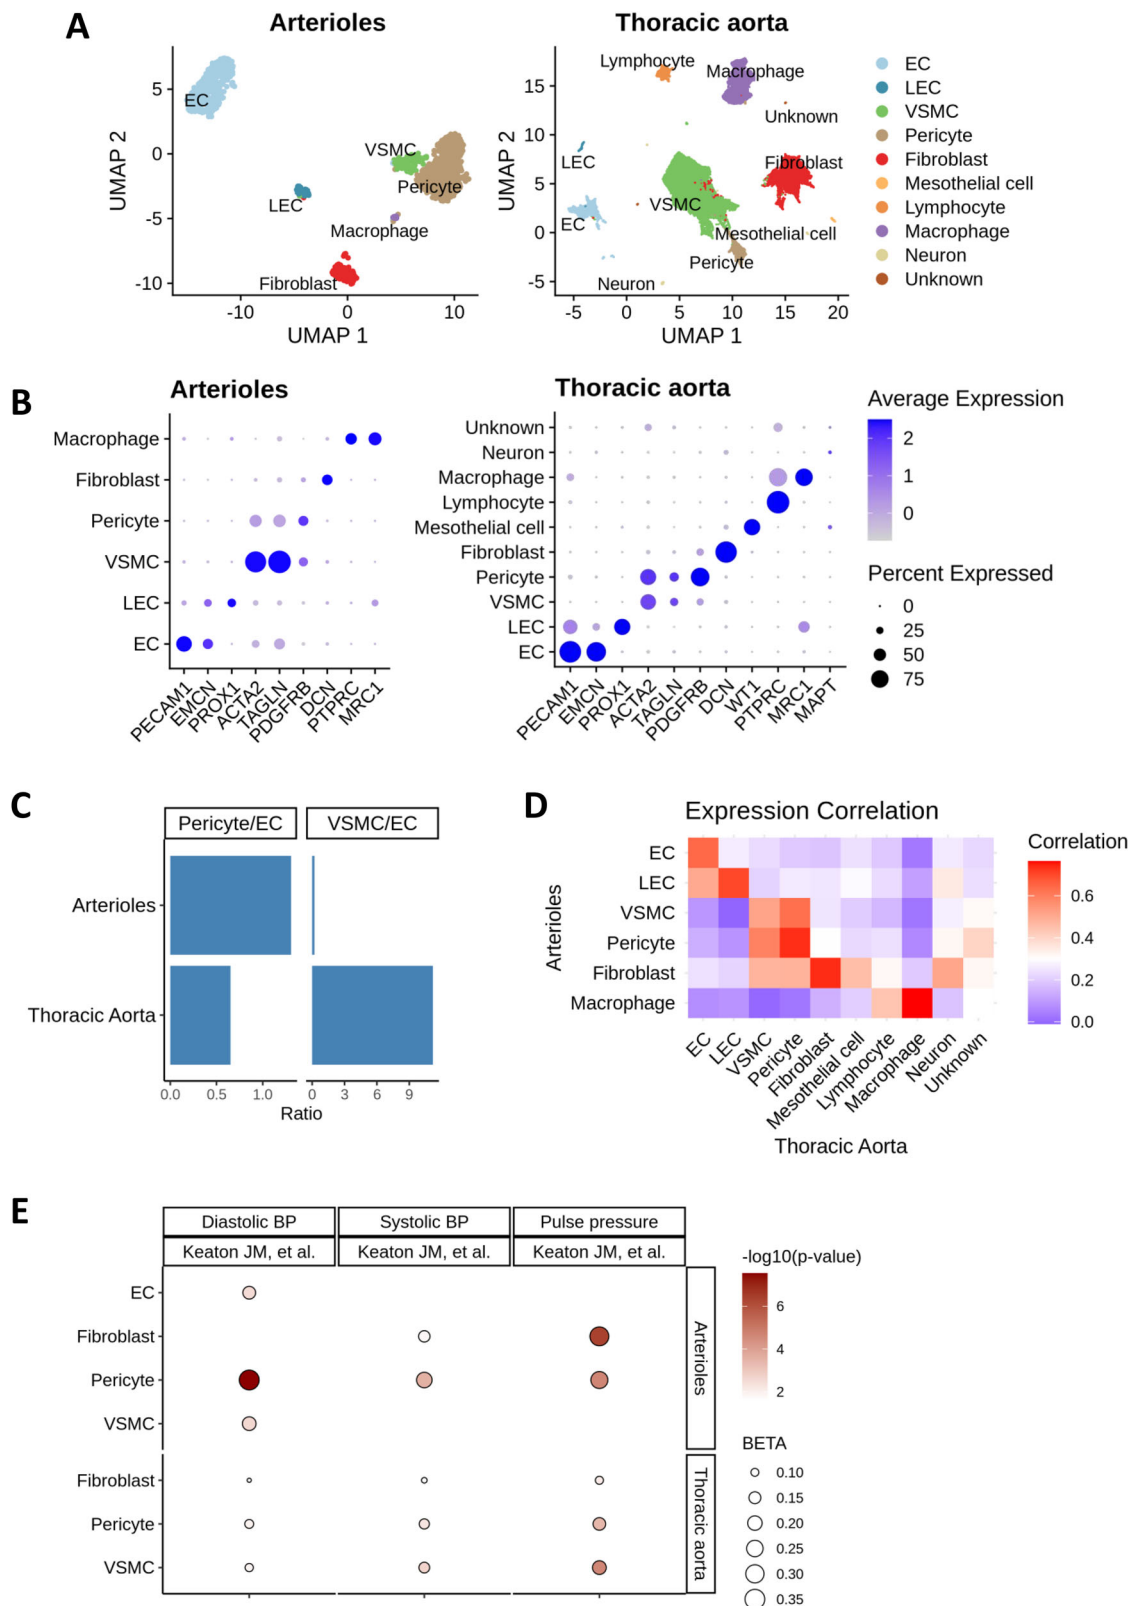 A
Arterioles
Thoracic aorta
UMAP 2
5
0
-5
-10
-10
0
10
UMAP 1
EC
VSMC
Pericyte
LEC
Macrophage
Fibroblast
UMAP 2
15
10
5
0
-5
-5
0
5
10
15
20
UMAP 1
Lymphocyte
Macrophage
Unknown
LEC
Fibroblast
VSMC
EC
Mesothelial cell
Pericyte
Neuron
EC
LEC
VSMC
Pericyte
Fibroblast
Mesothelial cell
Lymphocyte
Macrophage
Neuron
Unknown
B
Arterioles
Macrophage
Fibroblast
Pericyte
VSMC
LEC
EC
PECAM1
EMCN
PROX1
ACTA2
TAGLN
PDGFRB
DCN
PTPRC
MRC1
Thoracic aorta
Unknown
Neuron
Macrophage
Lymphocyte
Mesothelial cell
Fibroblast
Pericyte
VSMC
LEC
EC
PECAM1
EMCN
PROX1
ACTA2
TAGLN
PDGFRB
DCN
WT1
PTPRC
MRC1
MAPT
Average Expression
2
1
0
Percent Expressed
0
25
50
75
C
Pericyte/EC
VSMC/EC
Arterioles
Thoracic Aorta
0.0
0.5
1.0
0
3
6
9
Ratio
D
Expression Correlation
Arterioles
EC
LEC
VSMC
Pericyte
Fibroblast
Macrophage
EC
LEC
VSMC
Pericyte
Fibroblast
Mesothelial cell
Lymphocyte
Macrophage
Neuron
Unknown
Thoracic Aorta
Correlation
0.6
0.4
0.2
0.0
E
Diastolic BP
Systolic BP
Pulse pressure
Keaton JM, et al.
Keaton JM, et al.
Keaton JM, et al.
EC
Fibroblast
Pericyte
VSMC
Arterioles
Fibroblast
Pericyte
VSMC
Thoracic aorta
-log10(p-value)
6
4
2
BETA
0.10
0.15
0.20
0.25
0.30
0.35